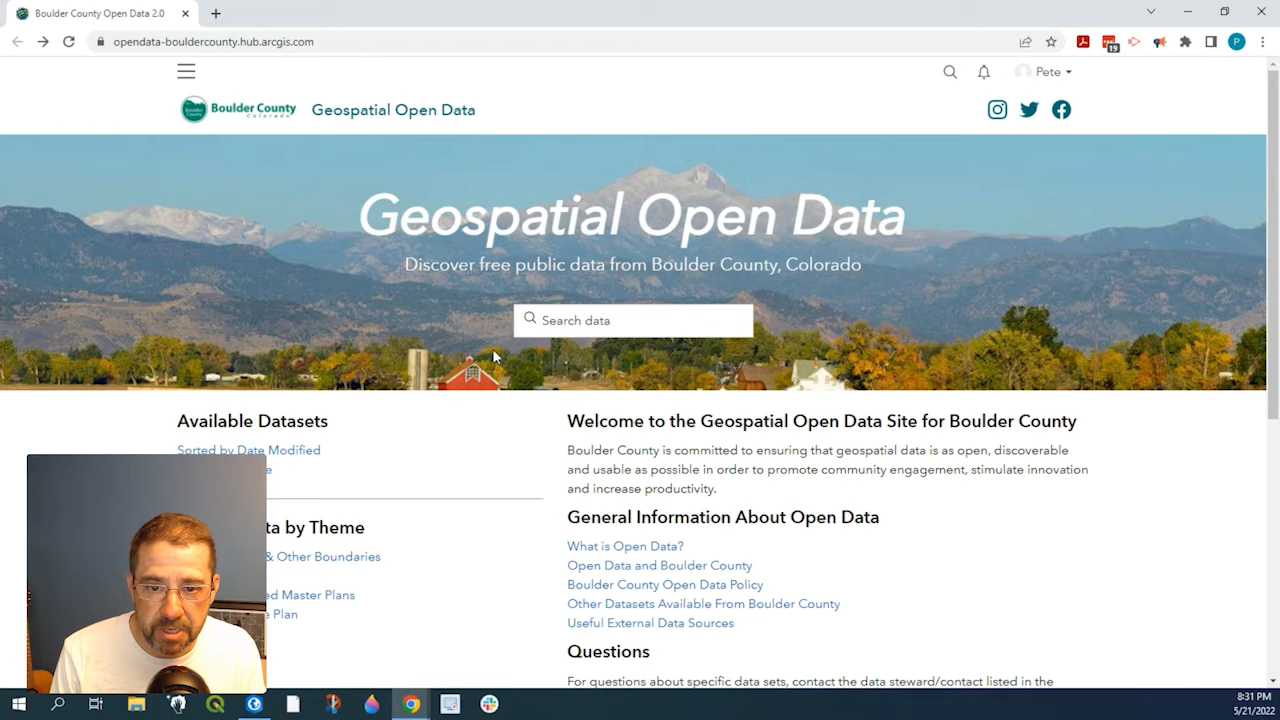 Boulder County Open Data 2.0
opendata-bouldercounty.hub.arcgis.com
19
P
Pete
Boulder County
Colorado
Geospatial Open Data
Geospatial Open Data
Discover free public data from Boulder County, Colorado
Search data
Available Datasets
Sorted by Date Modified
e
ta by Theme
& Other Boundaries
ed Master Plans
e Plan
Welcome to the Geospatial Open Data Site for Boulder County
Boulder County is committed to ensuring that geospatial data is as open, discoverable
and usable as possible in order to promote community engagement, stimulate innovation
and increase productivity.
General Information About Open Data
What is Open Data?
Open Data and Boulder County
Boulder County Open Data Policy
Other Datasets Available From Boulder County
Useful External Data Sources
Questions
For questions about specific data sets, contact the data steward/contact listed in the
8:31 PM
5/21/2022